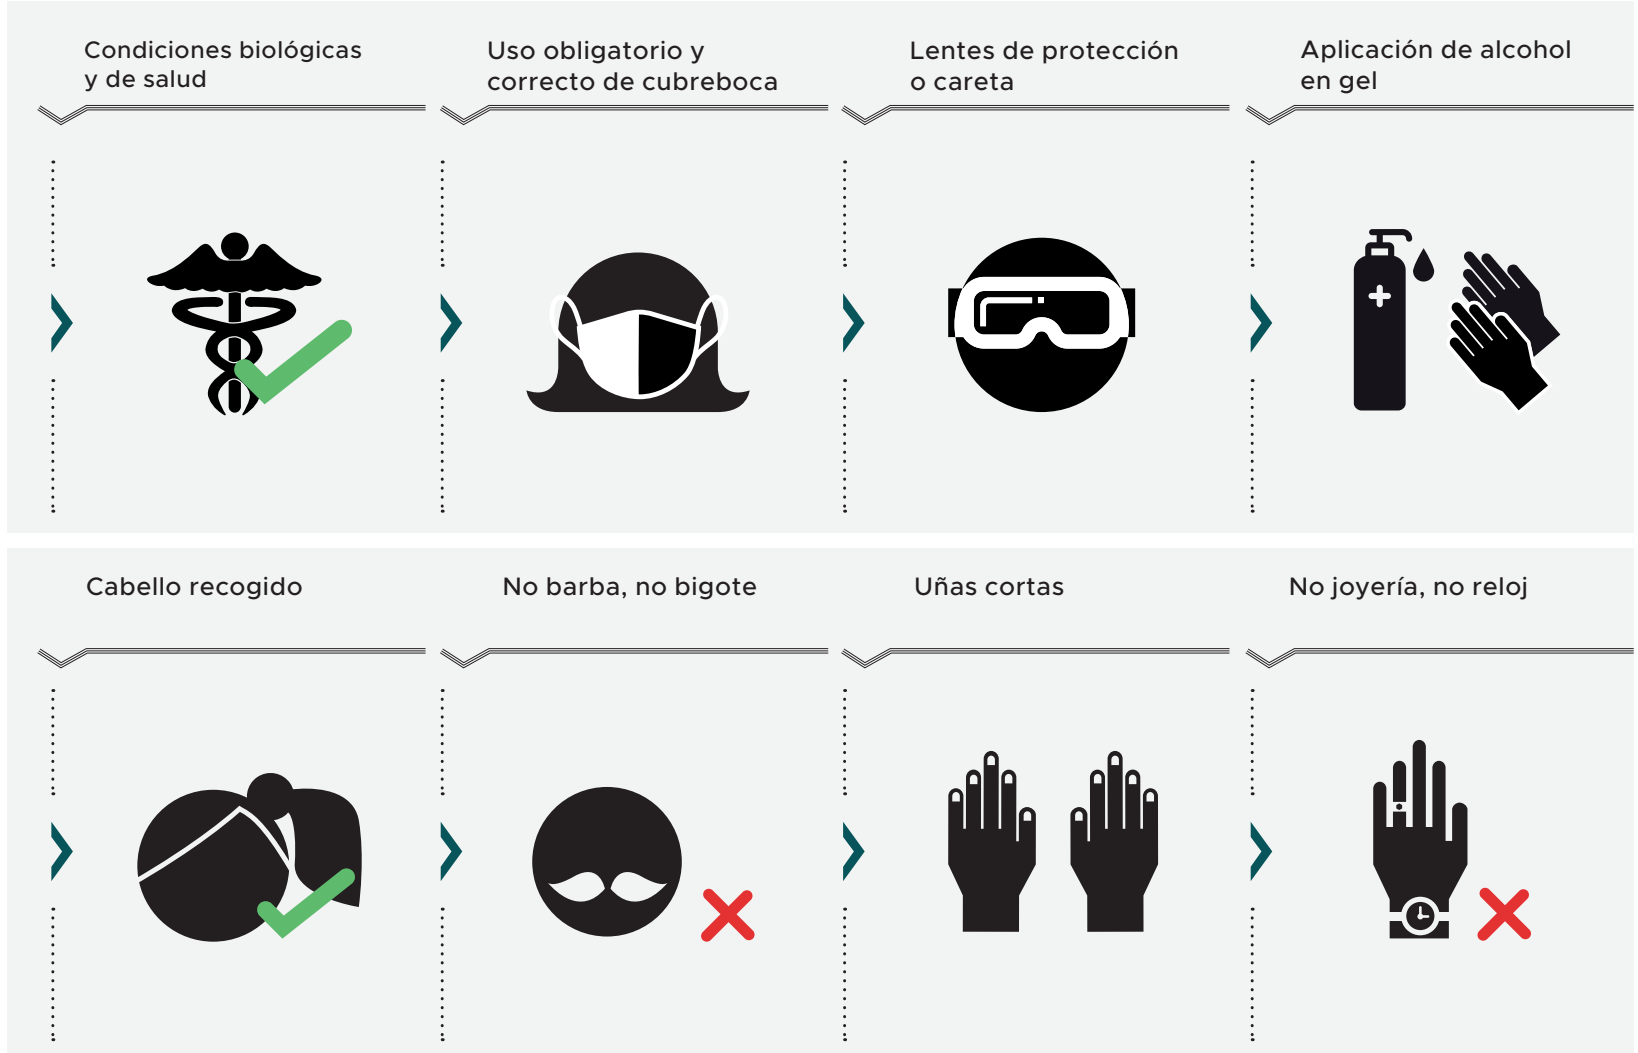 Condiciones biológicas
y de salud
Uso obligatorio y
correcto de cubreboca
Lentes de protección
o careta
Aplicación de alcohol
en gel
Cabello recogido
No barba, no bigote
Uñas cortas
No joyería, no reloj